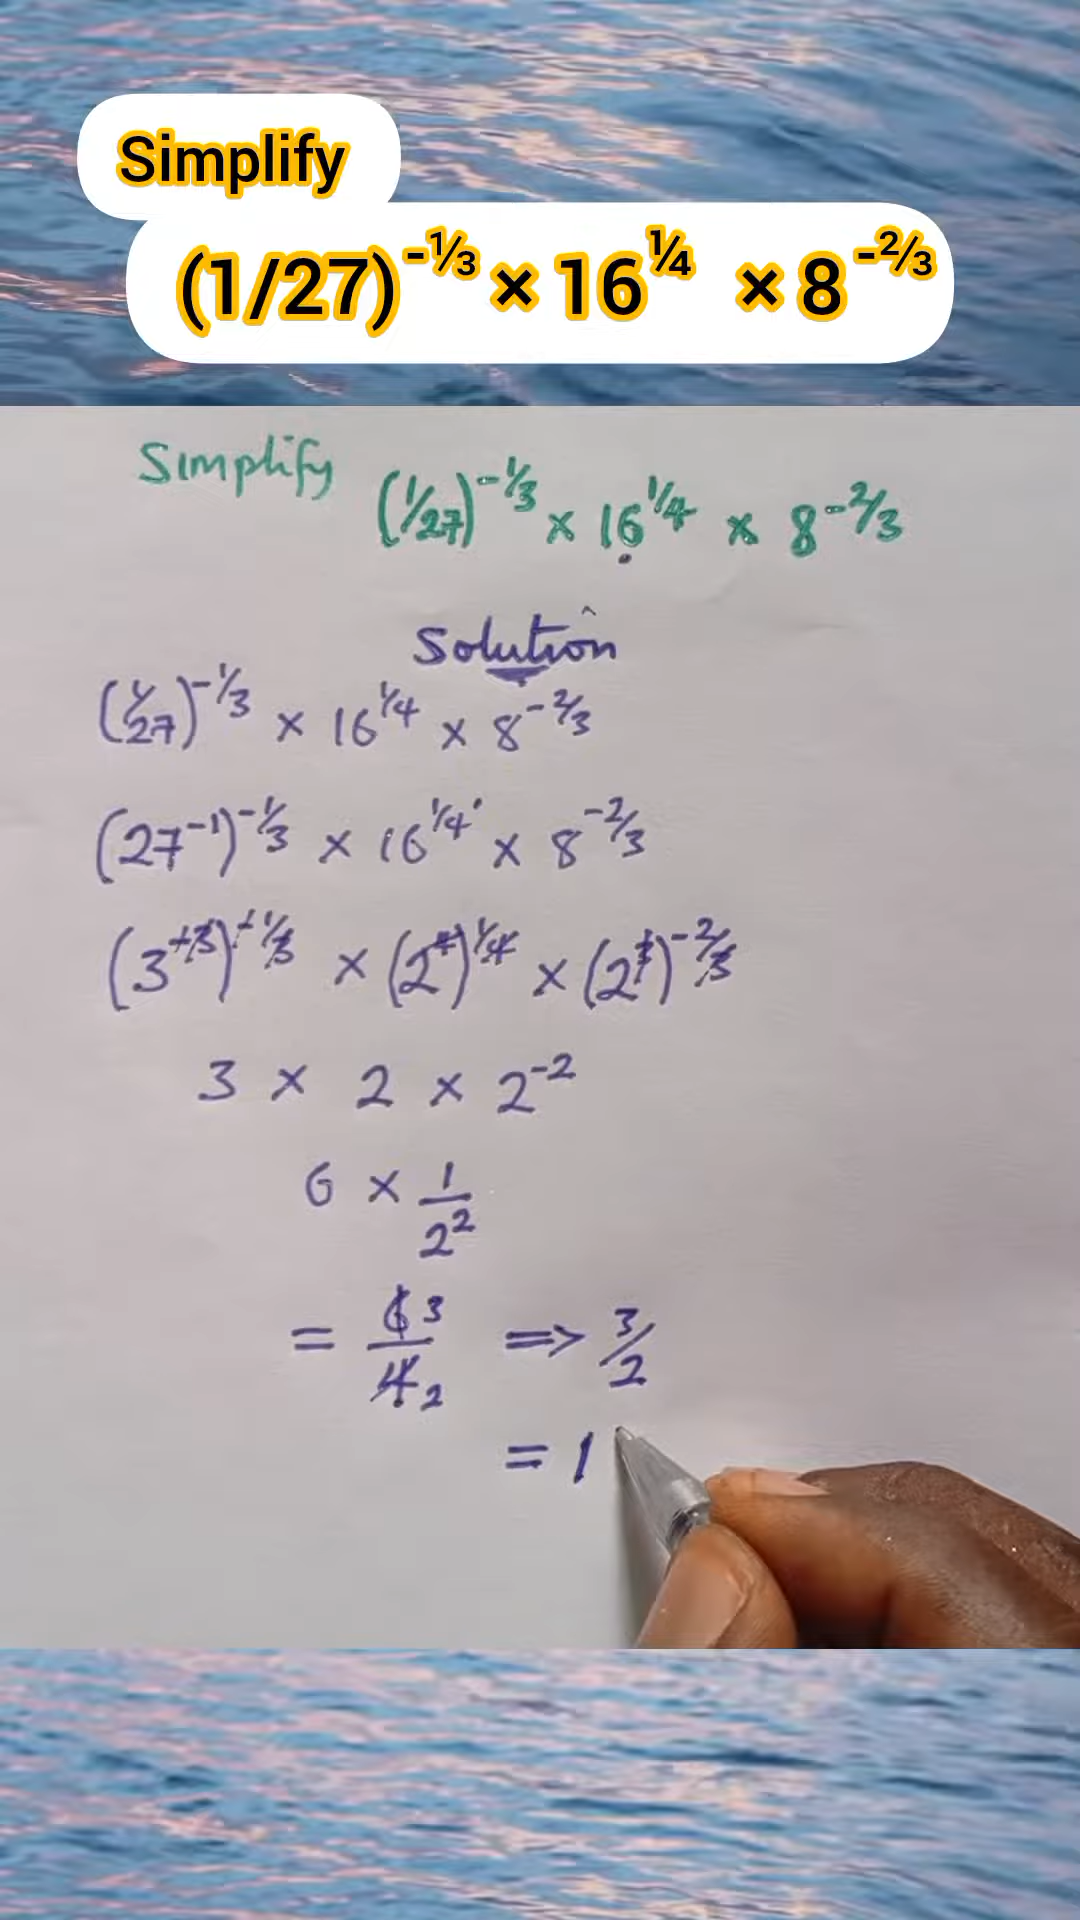 Simplify
(1/27)^-⅓ × 16^¼ × 8^-⅔
Simplify (1/27)^-1/3 × 16^1/4 × 8^-2/3
Solution
(1/27)^-1/3 × 16^1/4 × 8^-2/3
(27^-1)^-1/3 × 16^1/4 × 8^-2/3
(3^-3)^-1/3 × (2^4)^1/4 × (2^3)^-2/3
3 × 2 × 2^-2
6 × 1/2^2
= 6 3 / 4 2 => 3/2
= 1